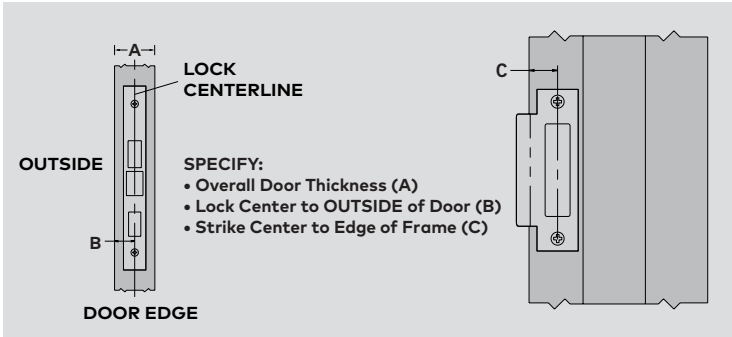 A
LOCK
CENTERLINE
OUTSIDE
SPECIFY:
• Overall Door Thickness (A)
• Lock Center to OUTSIDE of Door (B)
• Strike Center to Edge of Frame (C)
B
DOOR EDGE
C